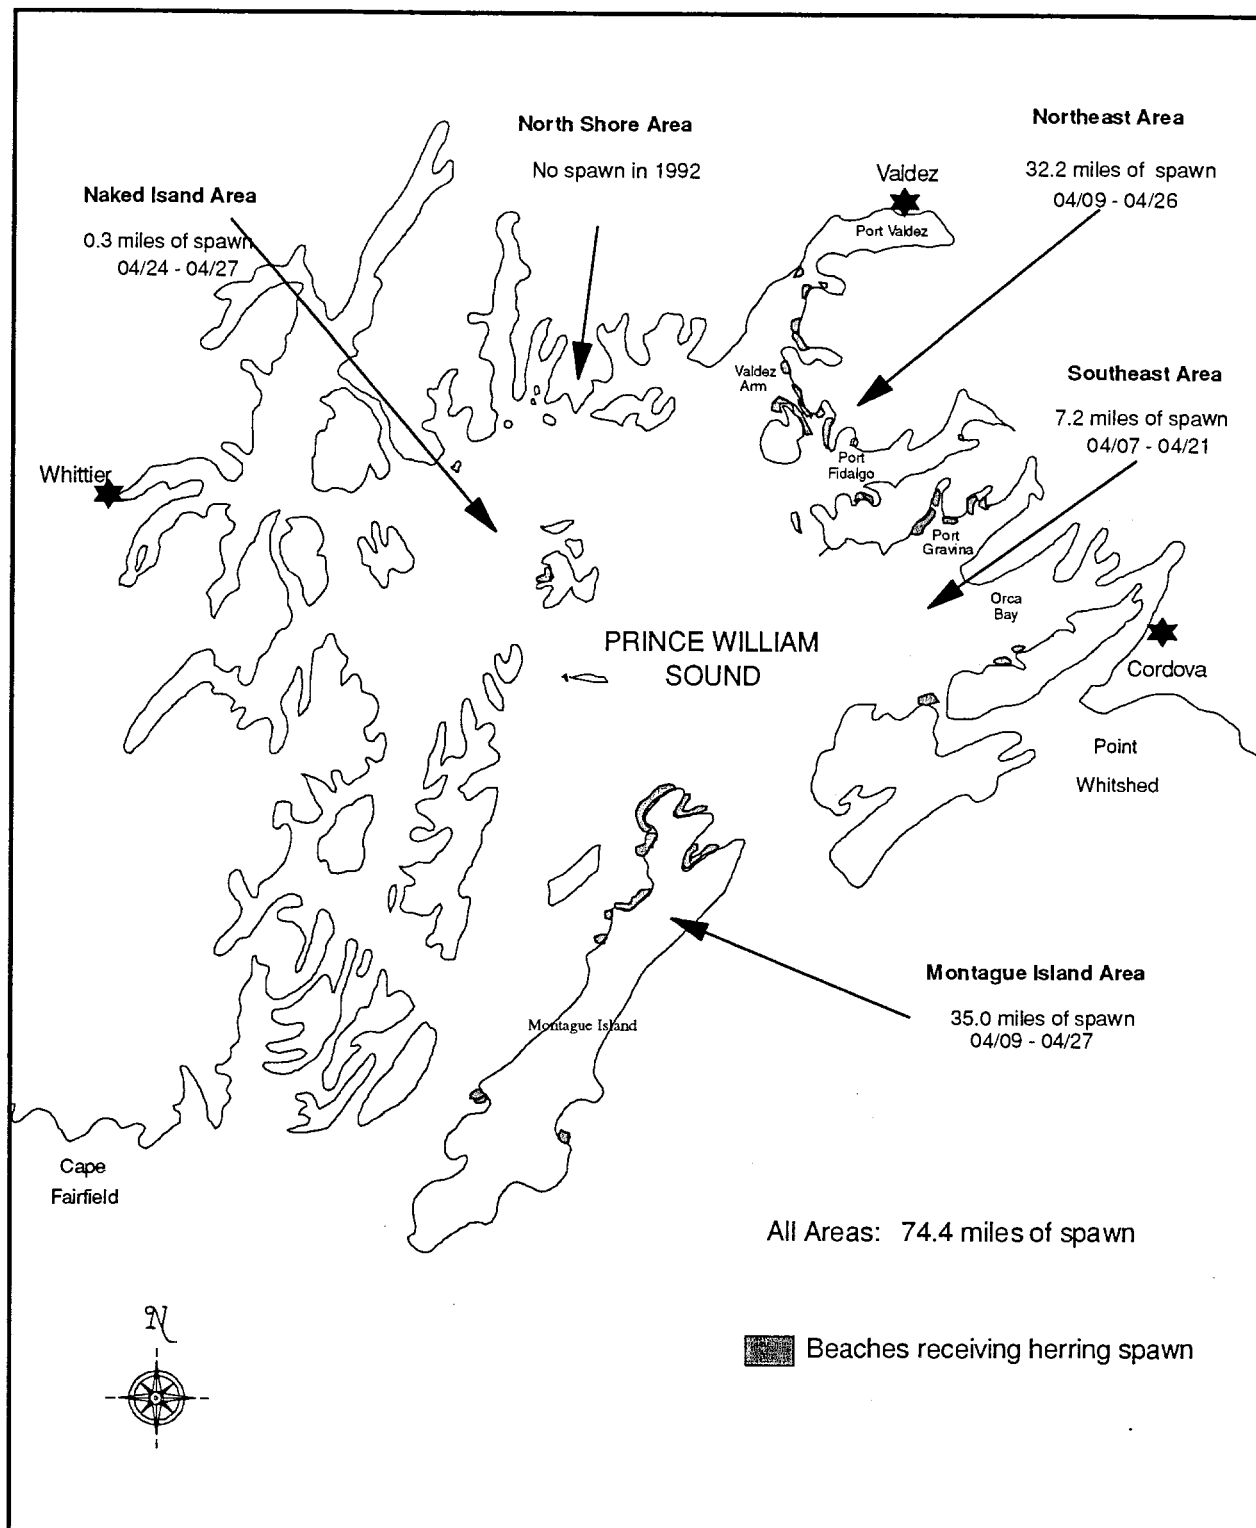 North Shore Area
No spawn in 1992
Northeast Area
32.2 miles of spawn
04/09 - 04/26
Naked Isand Area
0.3 miles of spawn
04/24 - 04/27
Valdez
Port Valdez
Southeast Area
7.2 miles of spawn
04/07 - 04/21
Valdez
Arm
Whittier
Port
Fidalgo
Port
Gravina
Orca
Bay
PRINCE WILLIAM
SOUND
Cordova
Point
Whitshed
Montague Island Area
35.0 miles of spawn
04/09 - 04/27
Montague Island
Cape
Fairfield
All Areas: 74.4 miles of spawn
N
Beaches receiving herring spawn